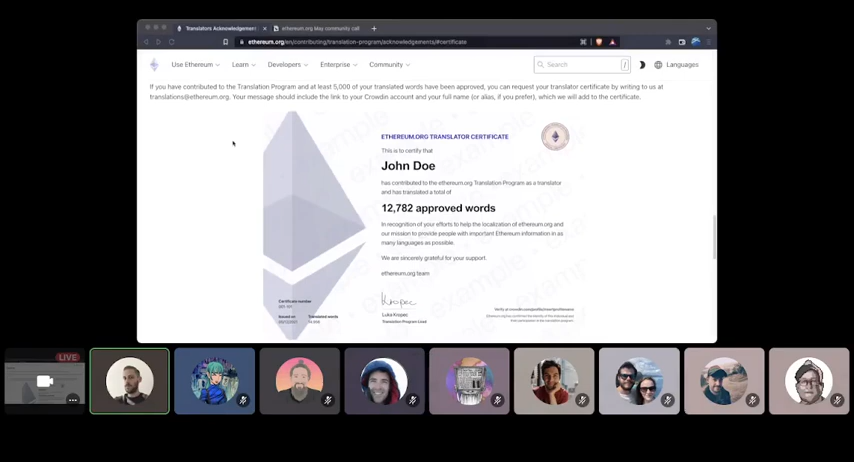 Translators Acknowledgement
ethereum.org May community call
ethereum.org/en/contributing/translation-program/acknowledgements/#certificate
Use Ethereum
Learn
Developers
Enterprise
Community
Search
/
Languages
If you have contributed to the Translation Program and at least 5,000 of your translated words have been approved, you can request your translator certificate by writing to us at
translations@ethereum.org. Your message should include the link to your Crowdin account and your full name (or alias, if you prefer), which we will add to the certificate.
ETHEREUM.ORG TRANSLATOR CERTIFICATE
This is to certify that
John Doe
has contributed to the ethereum.org Translation Program as a translator
and has translated a total of
12,782 approved words
In recognition of your efforts to help the localization of ethereum.org and
our mission to provide people with important Ethereum information in as
many languages as possible.
We are sincerely grateful for your support.
ethereum.org team
Kropec
Luka Kropec
Translation Program Lead
Certificate number
Issued on
Translated words
example
LIVE